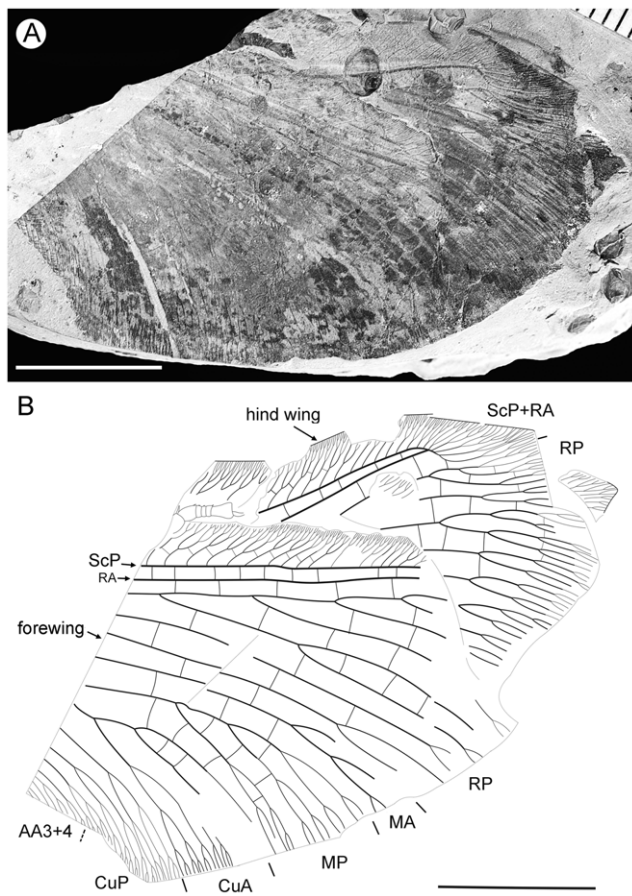 A
B
hind wing
ScP+RA
RP
ScP
RA
forewing
RP
MA
MP
CuA
CuP
AA3+4